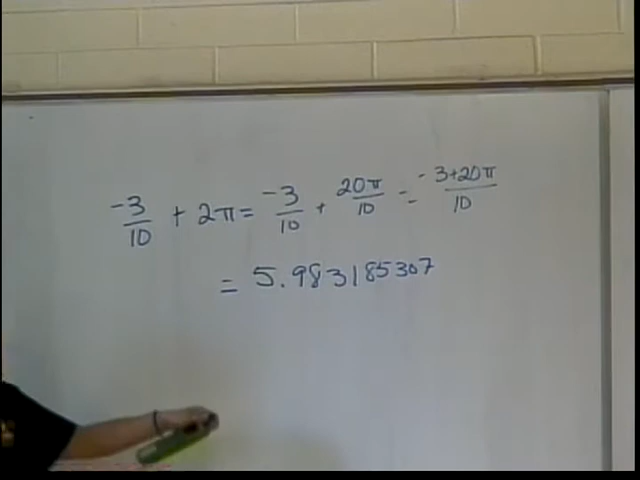 -3/10 + 2π = -3/10 + 20π/10 = -3+20π/10
= 5.983185307